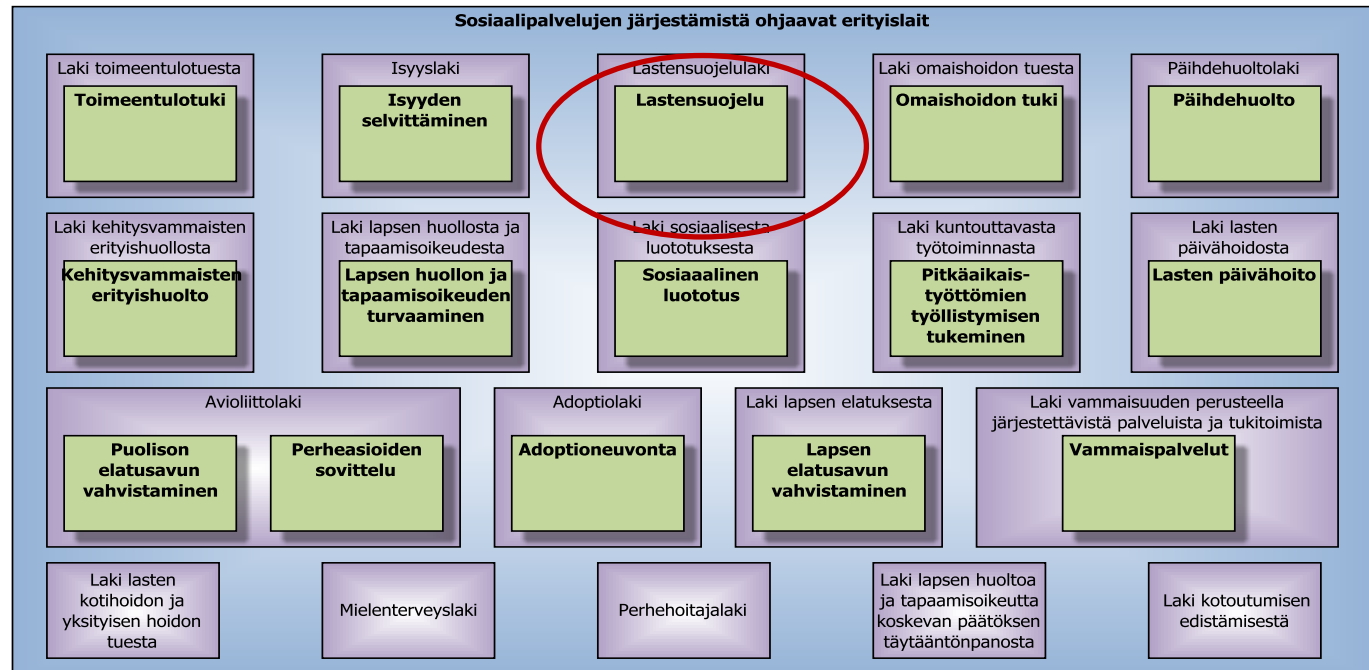 Sosiaalipalvelujen järjestämistä ohjaavat erityislait
Laki toimeentulotuesta
Toimeentulotuki
Isyyslaki
Isyyden
selvittäminen
Lastensuojelulaki
Lastensuojelu
Laki omaishoidon tuesta
Omaishoidon tuki
Päihdehuoltolaki
Päihdehuolto
Laki kehitysvammaisten
erityishuollosta
Kehitysvammaisten
erityishuolto
Laki lapsen huollosta ja
tapaamisoikeudesta
Lapsen huollon ja
tapaamisoikeuden
turvaaminen
Laki sosiaalisesta
luototuksesta
Sosiaaalinen
luototus
Laki kuntouttavasta
työtoiminnasta
Pitkäaikais-
työttömien
työllistymisen
tukeminen
Laki lasten
päivähoidosta
Lasten päivähoito
Avioliittolaki
Puolison
elatusavun
vahvistaminen
Perheasioiden
sovittelu
Adoptiolaki
Adoptioneuvonta
Laki lapsen elatuksesta
Lapsen
elatusavun
vahvistaminen
Laki vammaisuuden perusteella
järjestettävistä palveluista ja tukitoimista
Vammaispalvelut
Laki lasten
kotihoidon ja
yksityisen hoidon
tuesta
Mielenterveyslaki
Perhehoitajalaki
Laki lapsen huoltoa
ja tapaamisoikeutta
koskevan päätöksen
täytääntönpanosta
Laki kotoutumisen
edistämisestä